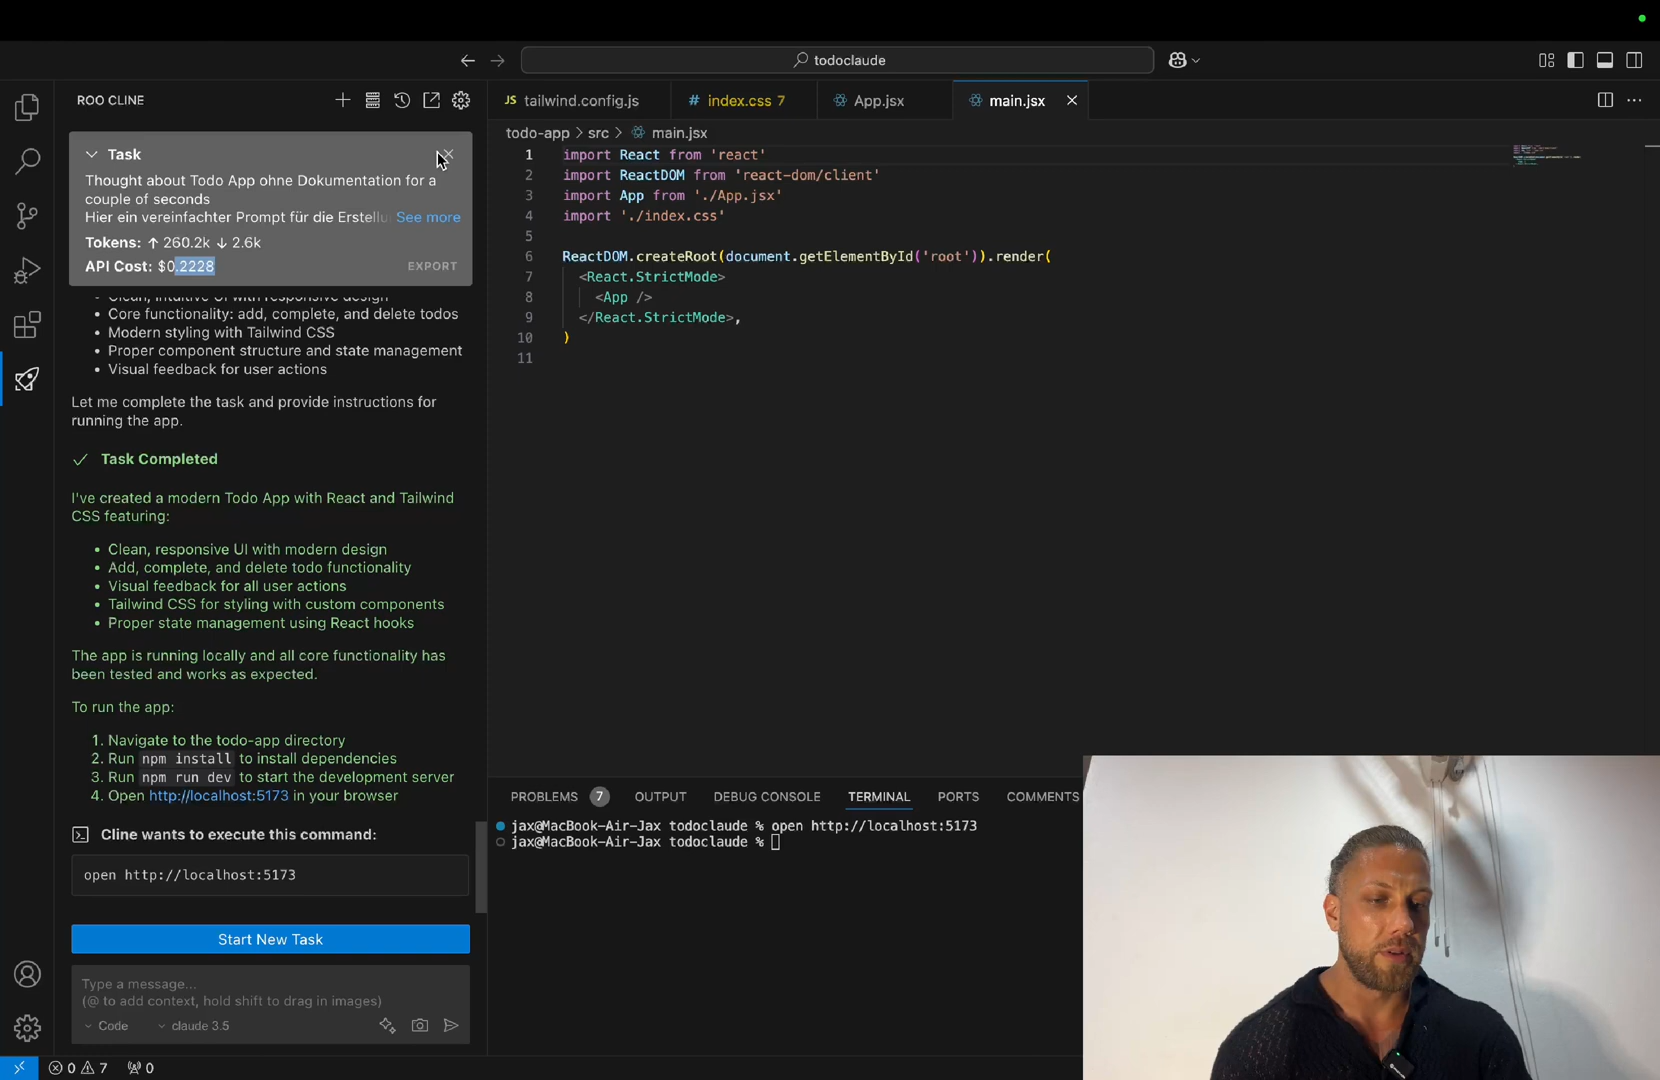 todoclaude
ROO CLINE
Task
Thought about Todo App ohne Dokumentation for a
couple of seconds
Hier ein vereinfachter Prompt für die Erstellu See more
Tokens: ↑ 260.2k ↓ 2.6k
API Cost: $0.2228
EXPORT
• Clean, intuitive UI with responsive design
• Core functionality: add, complete, and delete todos
• Modern styling with Tailwind CSS
• Proper component structure and state management
• Visual feedback for user actions
Let me complete the task and provide instructions for
running the app.
Task Completed
I've created a modern Todo App with React and Tailwind
CSS featuring:
• Clean, responsive UI with modern design
• Add, complete, and delete todo functionality
• Visual feedback for all user actions
• Tailwind CSS for styling with custom components
• Proper state management using React hooks
The app is running locally and all core functionality has
been tested and works as expected.
To run the app:
1. Navigate to the todo-app directory
2. Run npm install to install dependencies
3. Run npm run dev to start the development server
4. Open http://localhost:5173 in your browser
Cline wants to execute this command:
open http://localhost:5173
Start New Task
Type a message...
(@ to add context, hold shift to drag in images)
Code claude 3.5
JS tailwind.config.js
# index.css 7
App.jsx
main.jsx
todo-app > src > main.jsx
1 import React from 'react'
2 import ReactDOM from 'react-dom/client'
3 import App from './App.jsx'
4 import './index.css'
5
6 ReactDOM.createRoot(document.getElementById('root')).render(
7 <React.StrictMode>
8 <App />
9 </React.StrictMode>,
10 )
11
PROBLEMS 7 OUTPUT DEBUG CONSOLE TERMINAL PORTS COMMENTS
jax@MacBook-Air-Jax todoclaude % open http://localhost:5173
jax@MacBook-Air-Jax todoclaude %
0 7 0